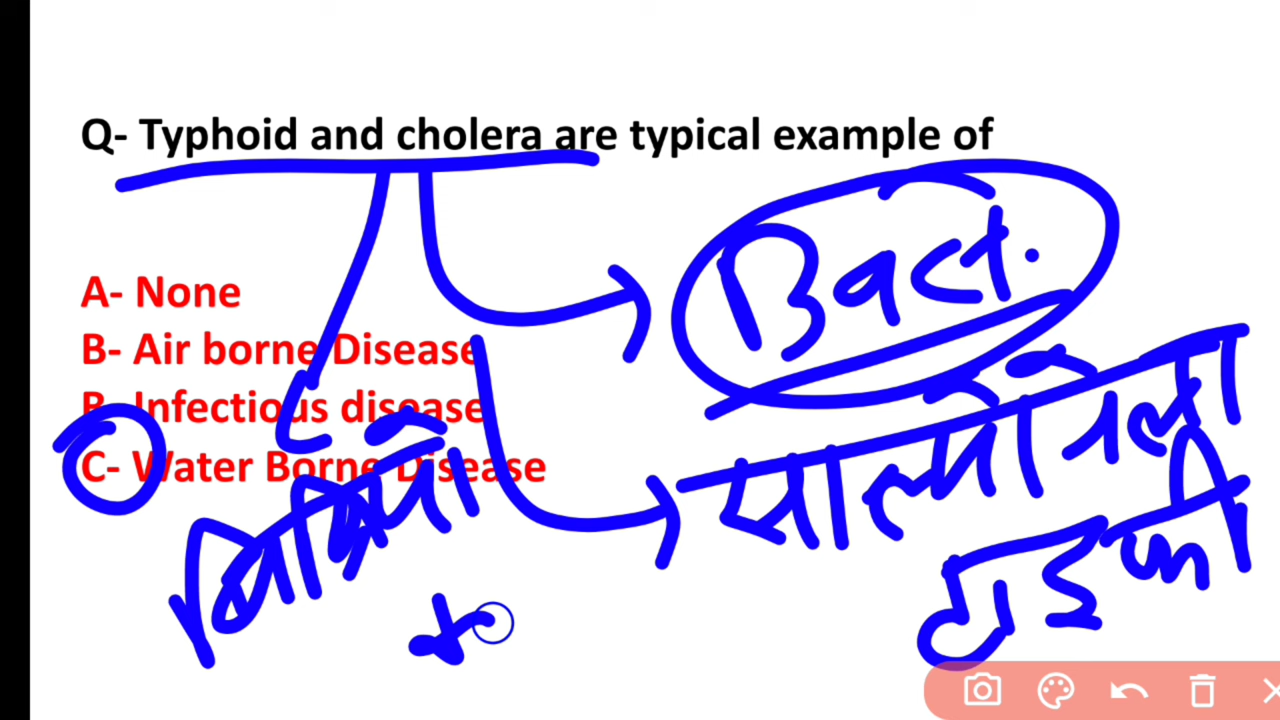 Q- Typhoid and cholera are typical example of
Bact.
A- None
B- Air borne Disease
B- Infectious disease
C- Water Borne Disease
साल्मोनेला
टाइफी